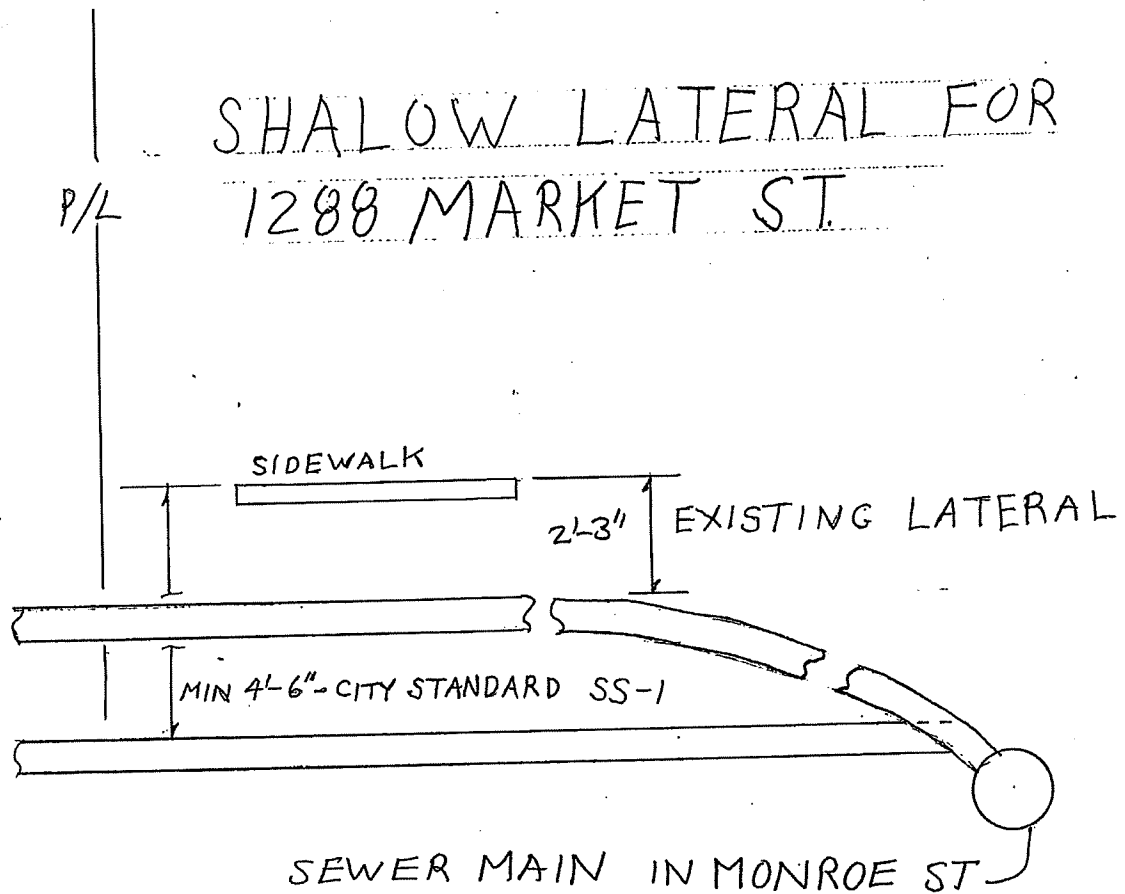 SHALOW LATERAL FOR
P/L
1288 MARKET ST.
SIDEWALK
2'-3"
EXISTING LATERAL
MIN 4'-6"-CITY STANDARD SS-1
SEWER MAIN IN MONROE ST